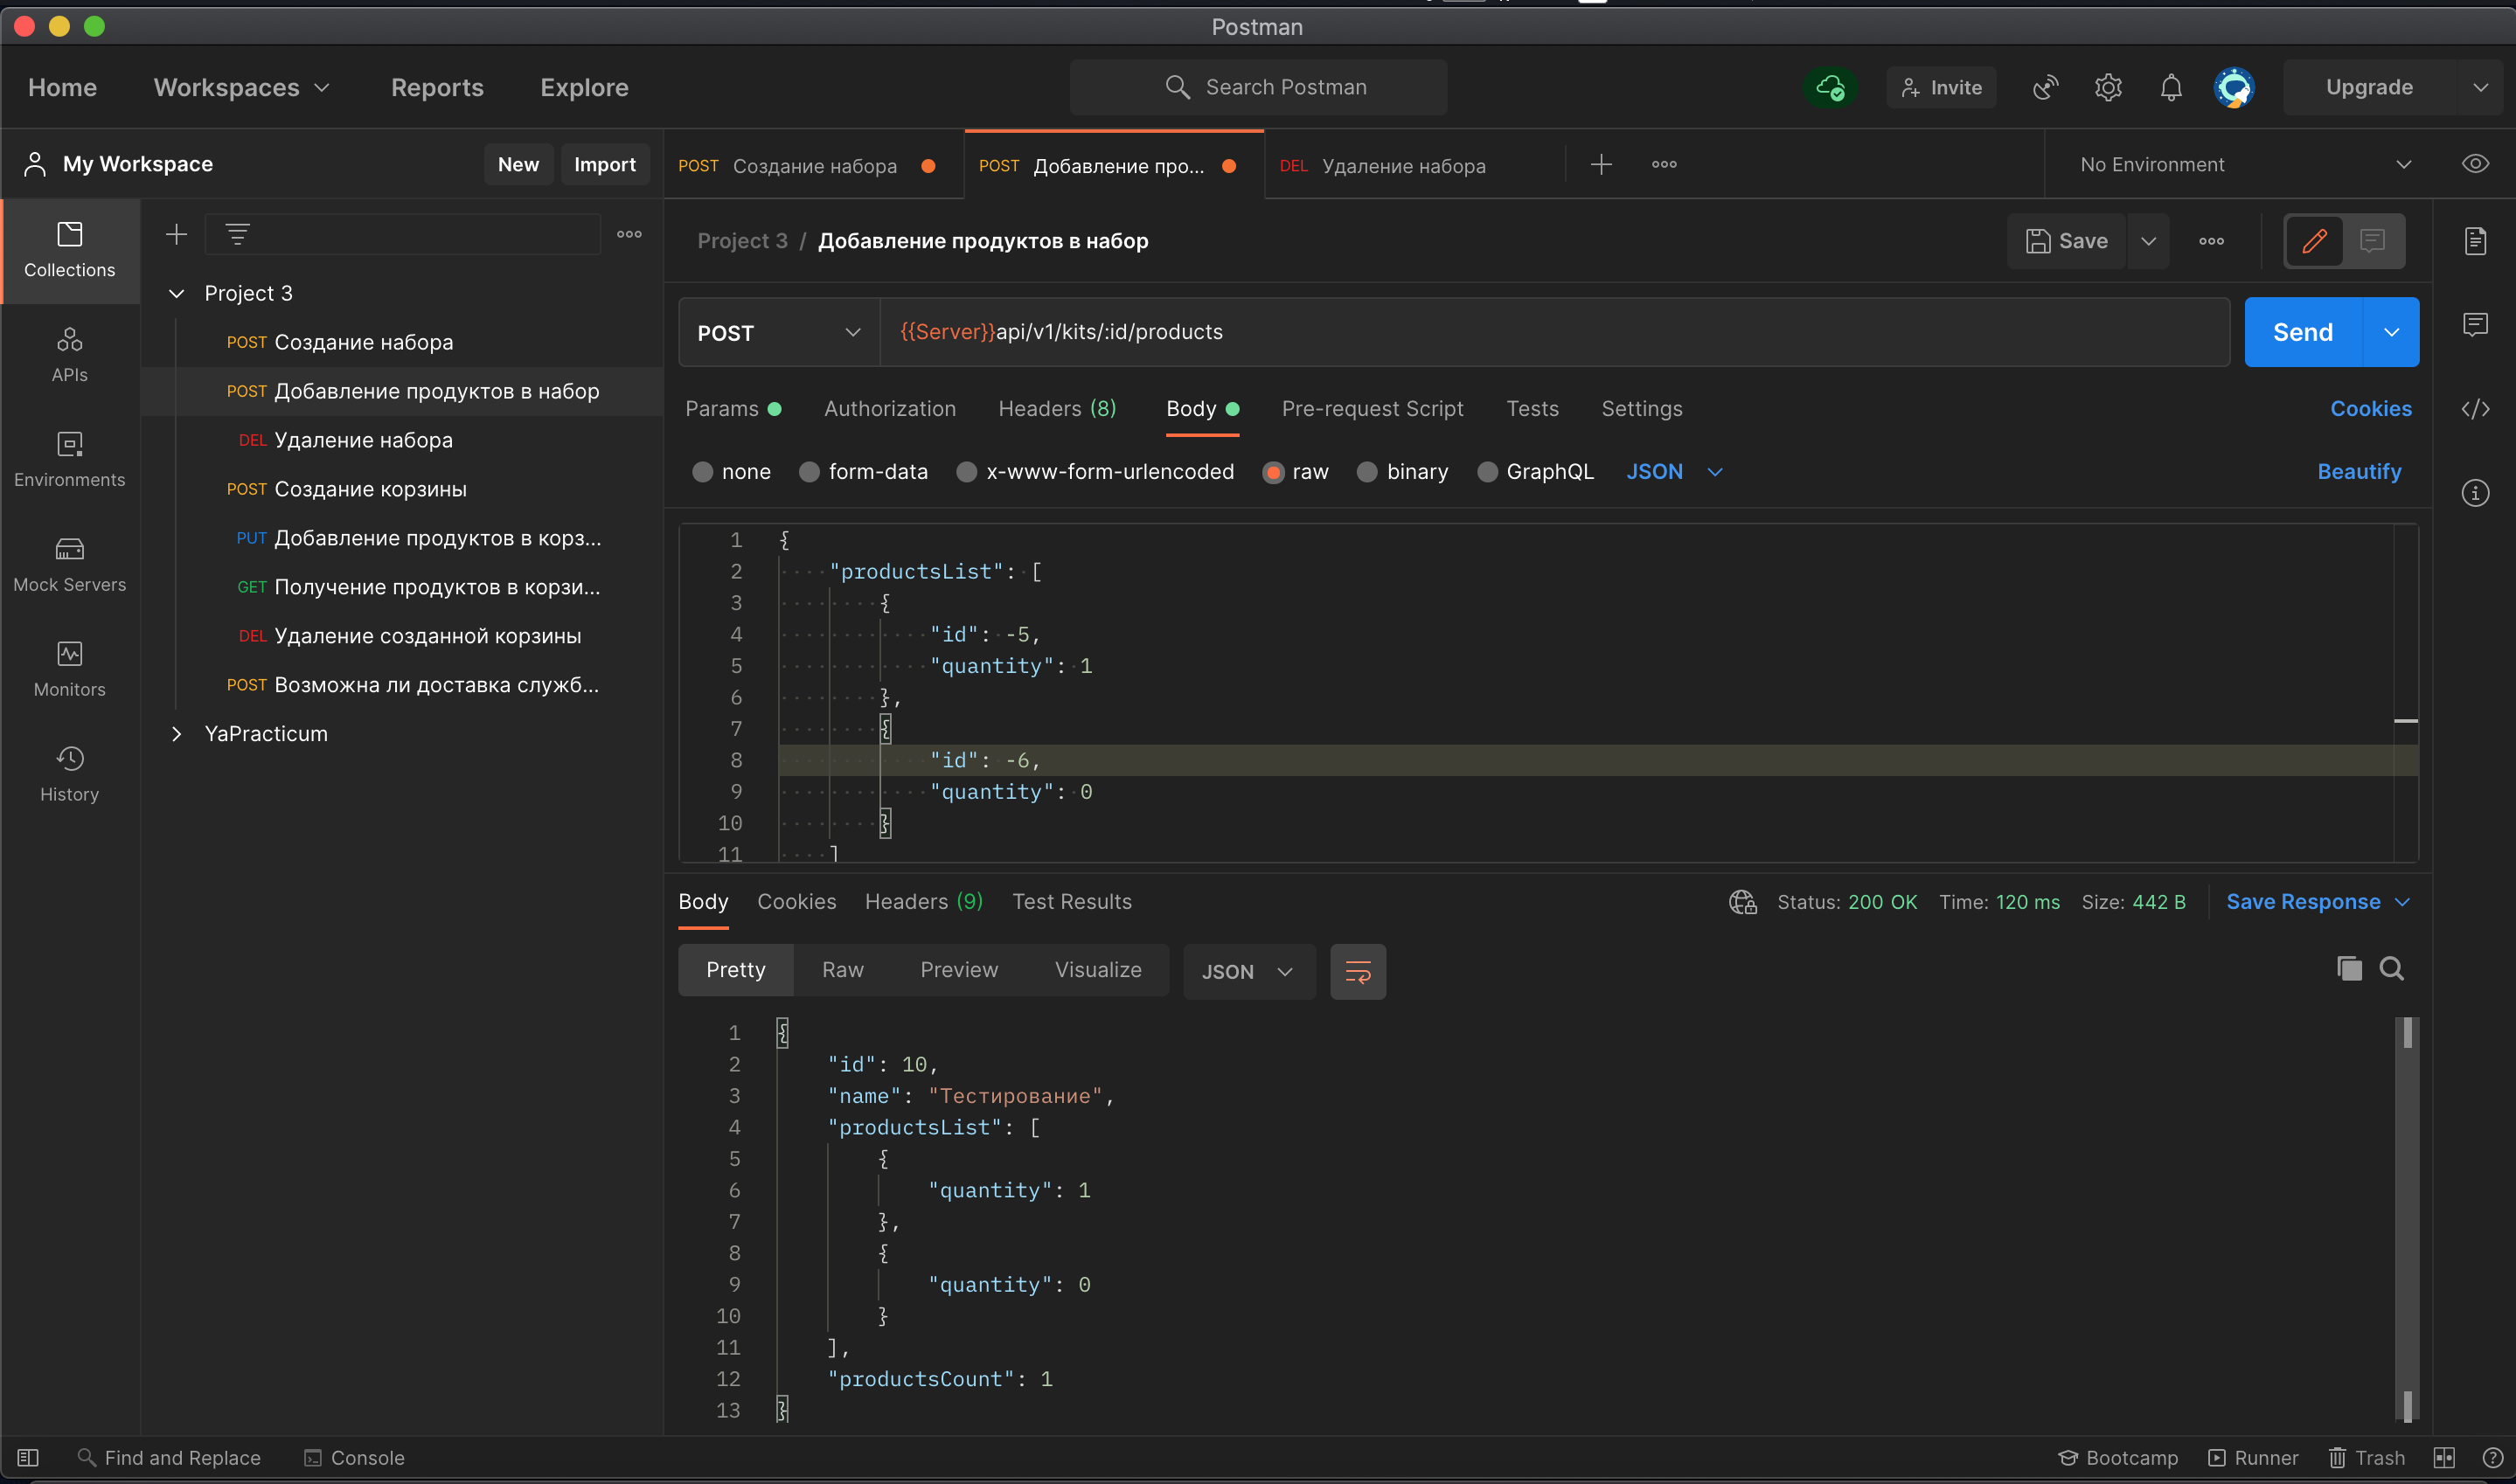 Postman
Home Workspaces Reports Explore Search Postman Invite Upgrade
My Workspace New Import
POST Создание набора POST Добавление про... DEL Удаление набора No Environment
Collections
APIs
Environments
Mock Servers
Monitors
History
Project 3
POST Создание набора
POST Добавление продуктов в набор
DEL Удаление набора
POST Создание корзины
PUT Добавление продуктов в корз...
GET Получение продуктов в корзи...
DEL Удаление созданной корзины
POST Возможна ли доставка служб...
YaPracticum
Project 3 / Добавление продуктов в набор Save
POST {{Server}}api/v1/kits/:id/products Send
Params Authorization Headers (8) Body Pre-request Script Tests Settings Cookies
none form-data x-www-form-urlencoded raw binary GraphQL JSON Beautify
1 {
2 "productsList": [
3 {
4 "id": -5,
5 "quantity": 1
6 },
7 {
8 "id": -6,
9 "quantity": 0
10 }
11 ]
Body Cookies Headers (9) Test Results Status: 200 OK Time: 120 ms Size: 442 B Save Response
Pretty Raw Preview Visualize JSON
1 {
2 "id": 10,
3 "name": "Тестирование",
4 "productsList": [
5 {
6 "quantity": 1
7 },
8 {
9 "quantity": 0
10 }
11 ],
12 "productsCount": 1
13 }
Find and Replace Console Bootcamp Runner Trash